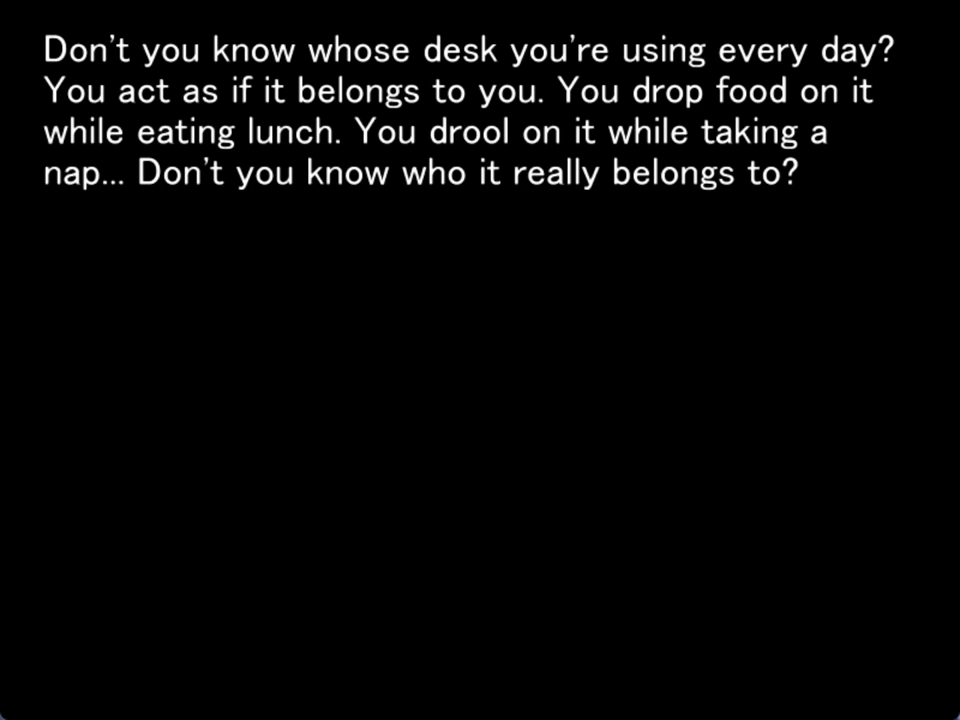 Don't you know whose desk you're using every day?
You act as if it belongs to you. You drop food on it
while eating lunch. You drool on it while taking a
nap... Don't you know who it really belongs to?